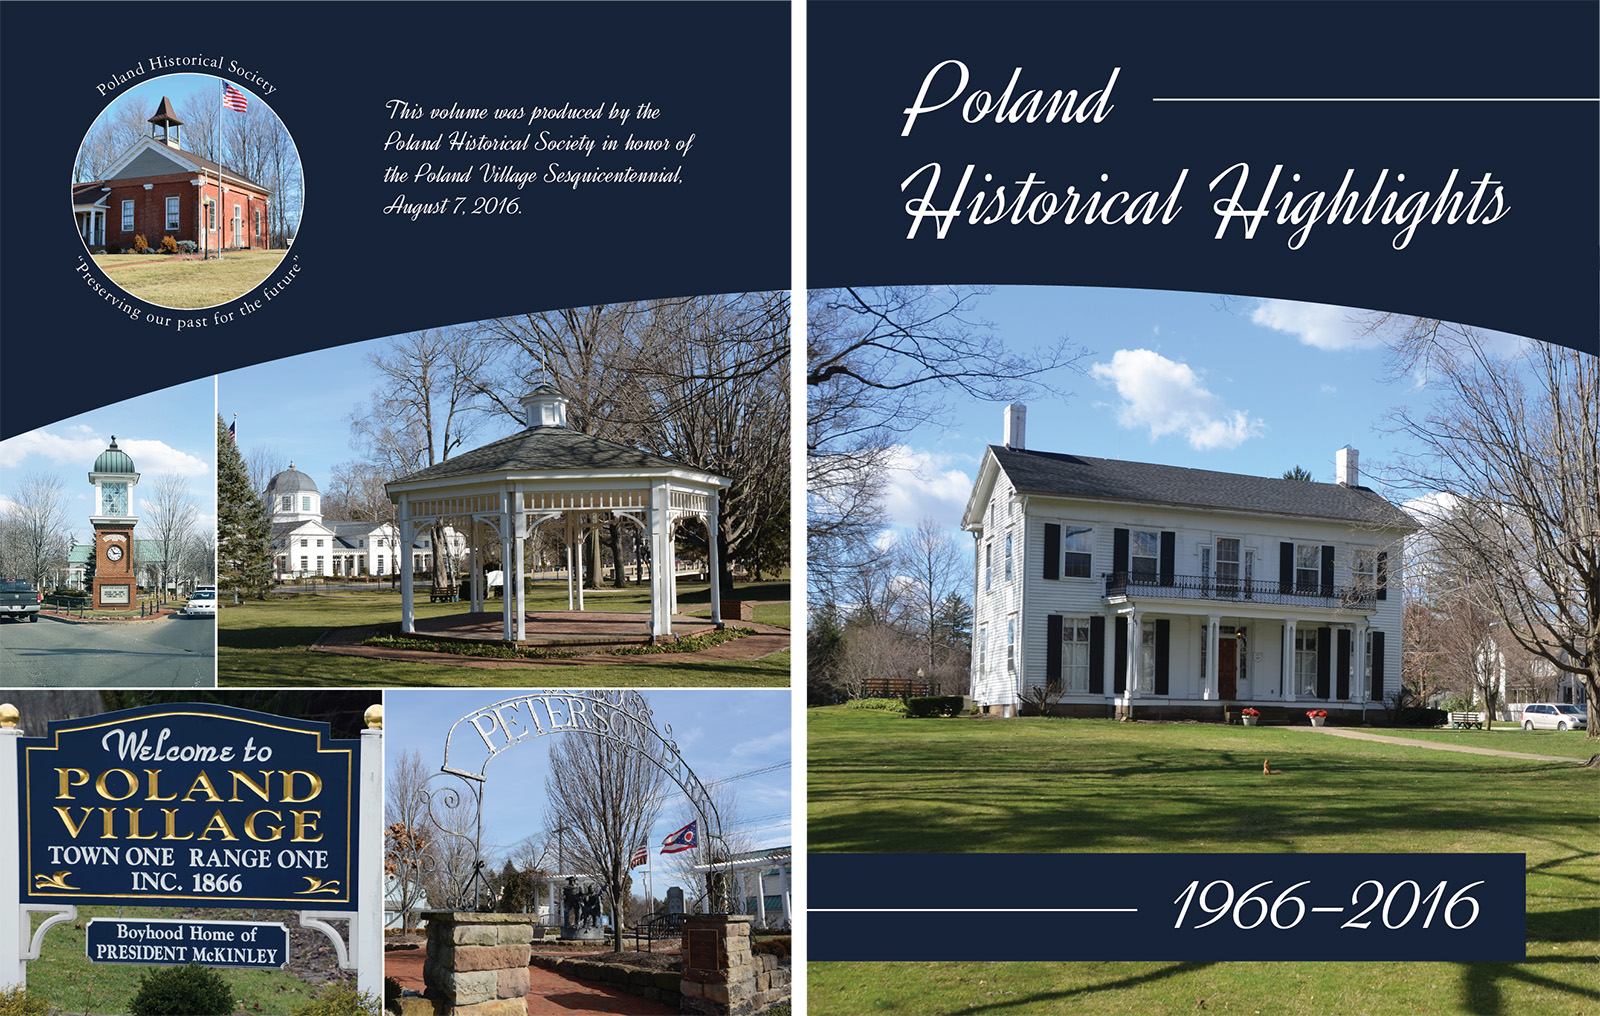 Poland Historical Society
"Preserving our past for the future"
This volume was produced by the
Poland Historical Society in honor of
the Poland Village Sesquicentennial,
August 7, 2016.
Welcome to
POLAND
VILLAGE
TOWN ONE RANGE ONE
INC. 1866
Boyhood Home of
PRESIDENT McKINLEY
PETERSON
Poland
Historical Highlights
1966–2016